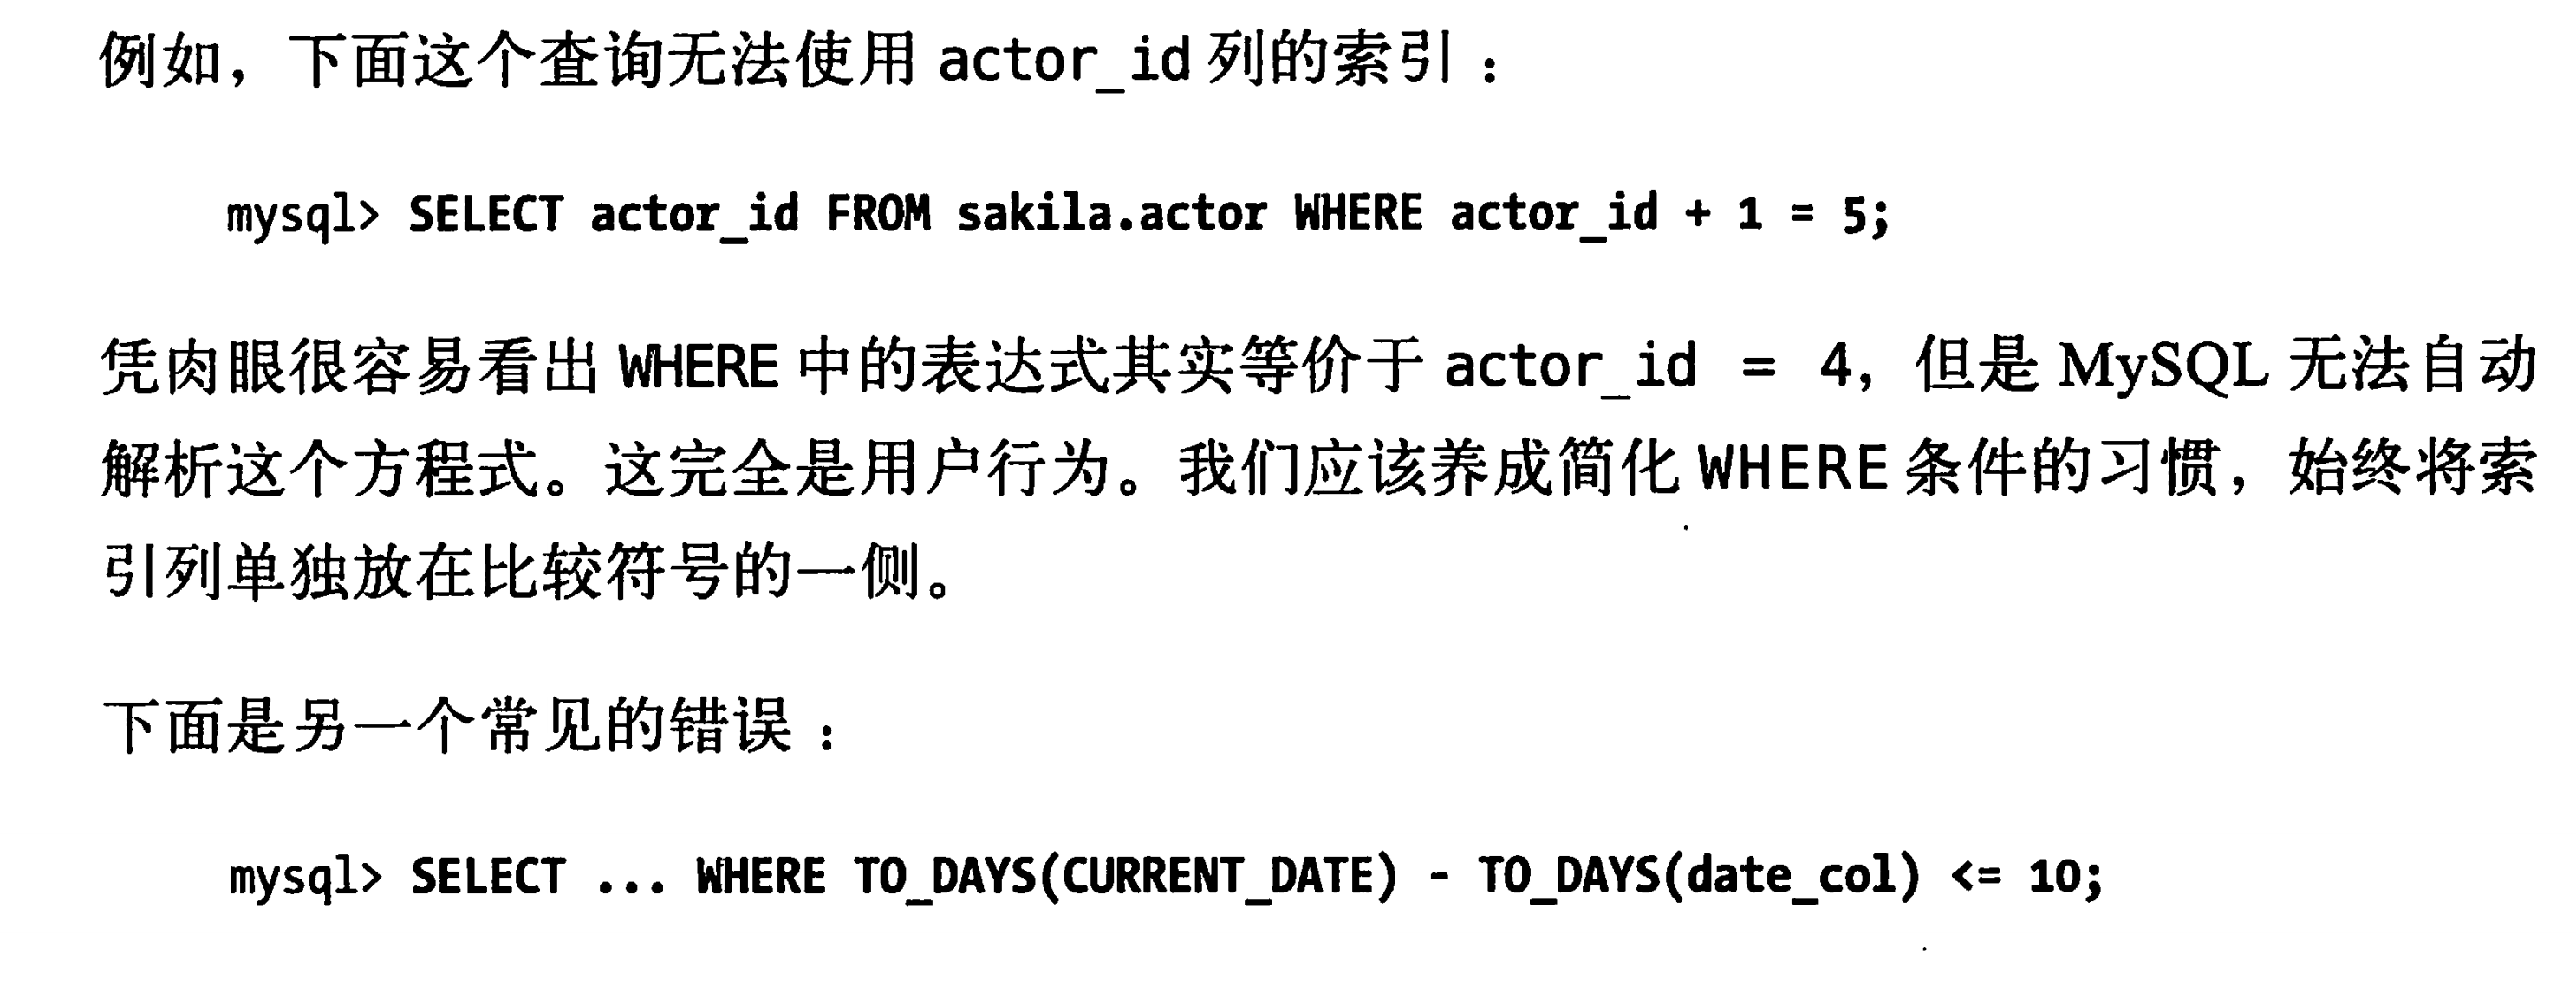 例如，下面这个查询无法使用 actor_id 列的索引：
mysql> SELECT actor_id FROM sakila.actor WHERE actor_id + 1 = 5;
凭肉眼很容易看出 WHERE 中的表达式其实等价于 actor_id = 4，但是 MySQL 无法自动
解析这个方程式。这完全是用户行为。我们应该养成简化 WHERE 条件的习惯，始终将索
引列单独放在比较符号的一侧。
下面是另一个常见的错误：
mysql> SELECT ... WHERE TO_DAYS(CURRENT_DATE) - TO_DAYS(date_col) <= 10;